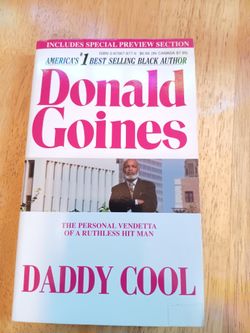 INCLUDES SPECIAL PREVIEW SECTION
AMERICA'S #1 BEST SELLING BLACK AUTHOR
Donald
Goines
THE PERSONAL VENDETTA
OF A RUTHLESS HIT MAN
DADDY COOL